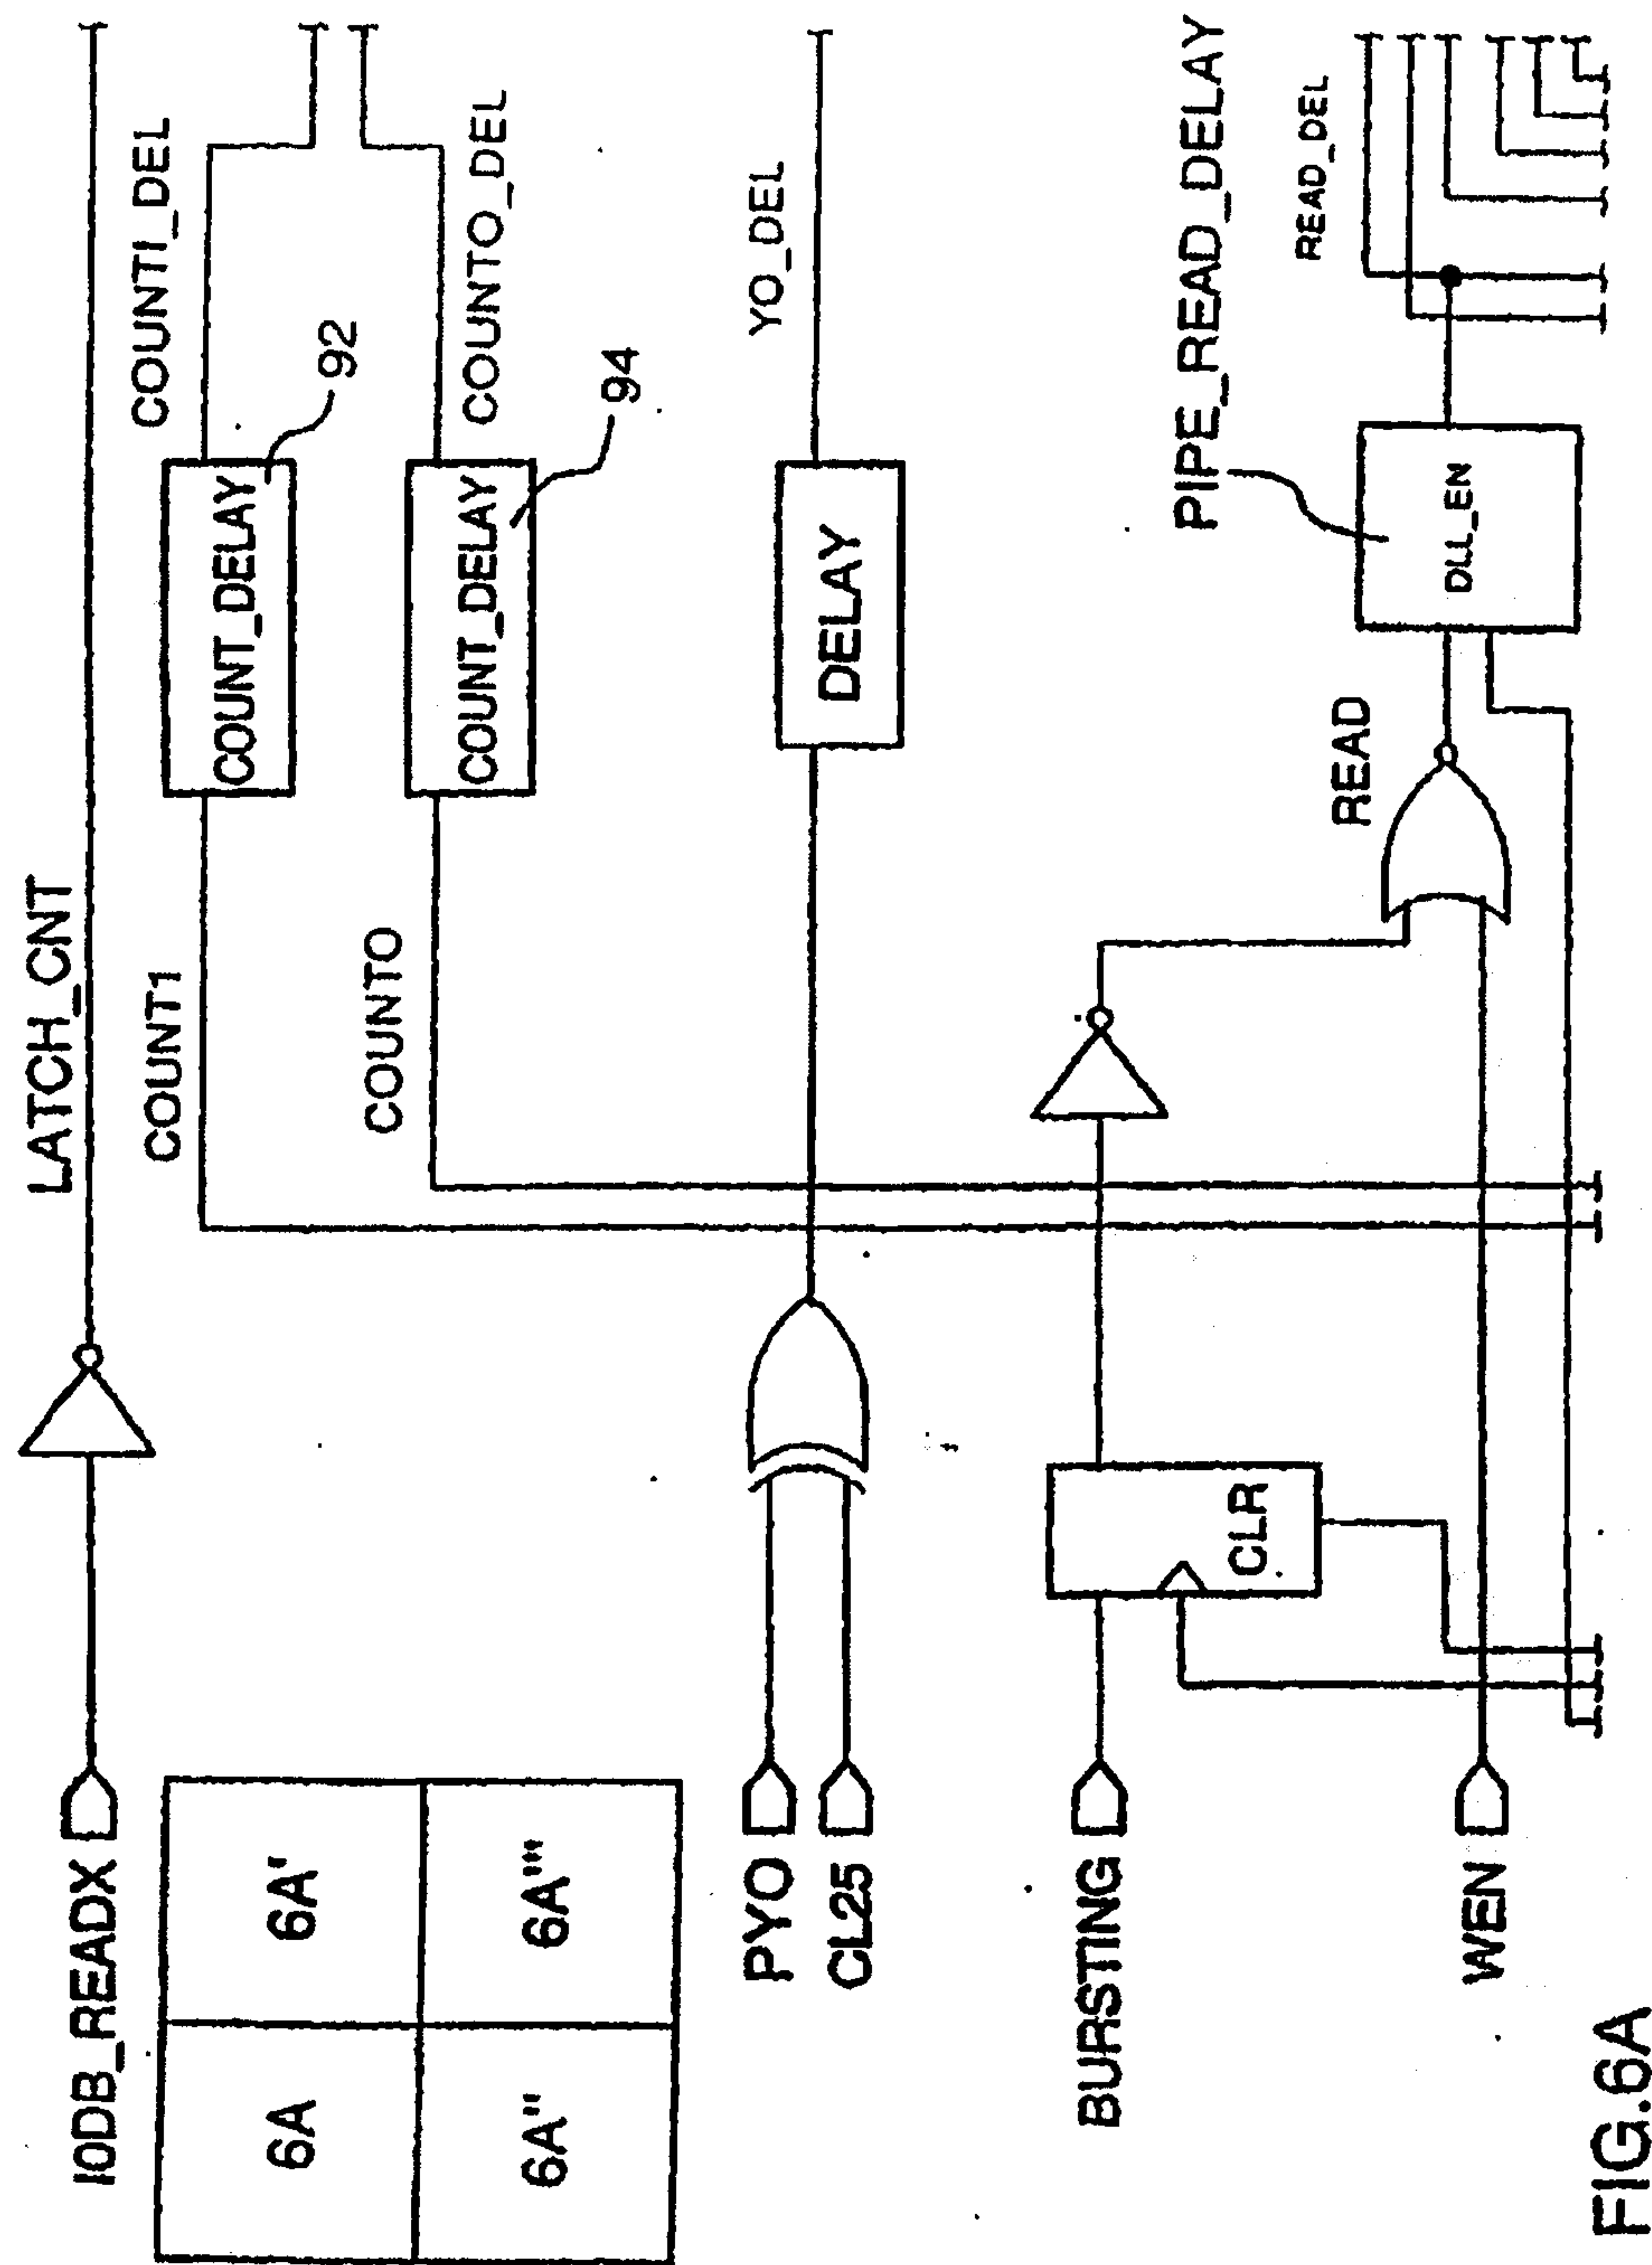 LATCH_CNT
IODB_READX
COUNT1
COUNT_DELAY
92
COUNTI_DEL
COUNTO
COUNT_DELAY
94
COUNTO_DEL
6A
6A'
6A"
6A'''
PYO
CL25
DELAY
YO_DEL
BURSTING
CLR
READ
PIPE_READ_DELAY
DLL_EN
READ_DEL
WEN
FIG.6A